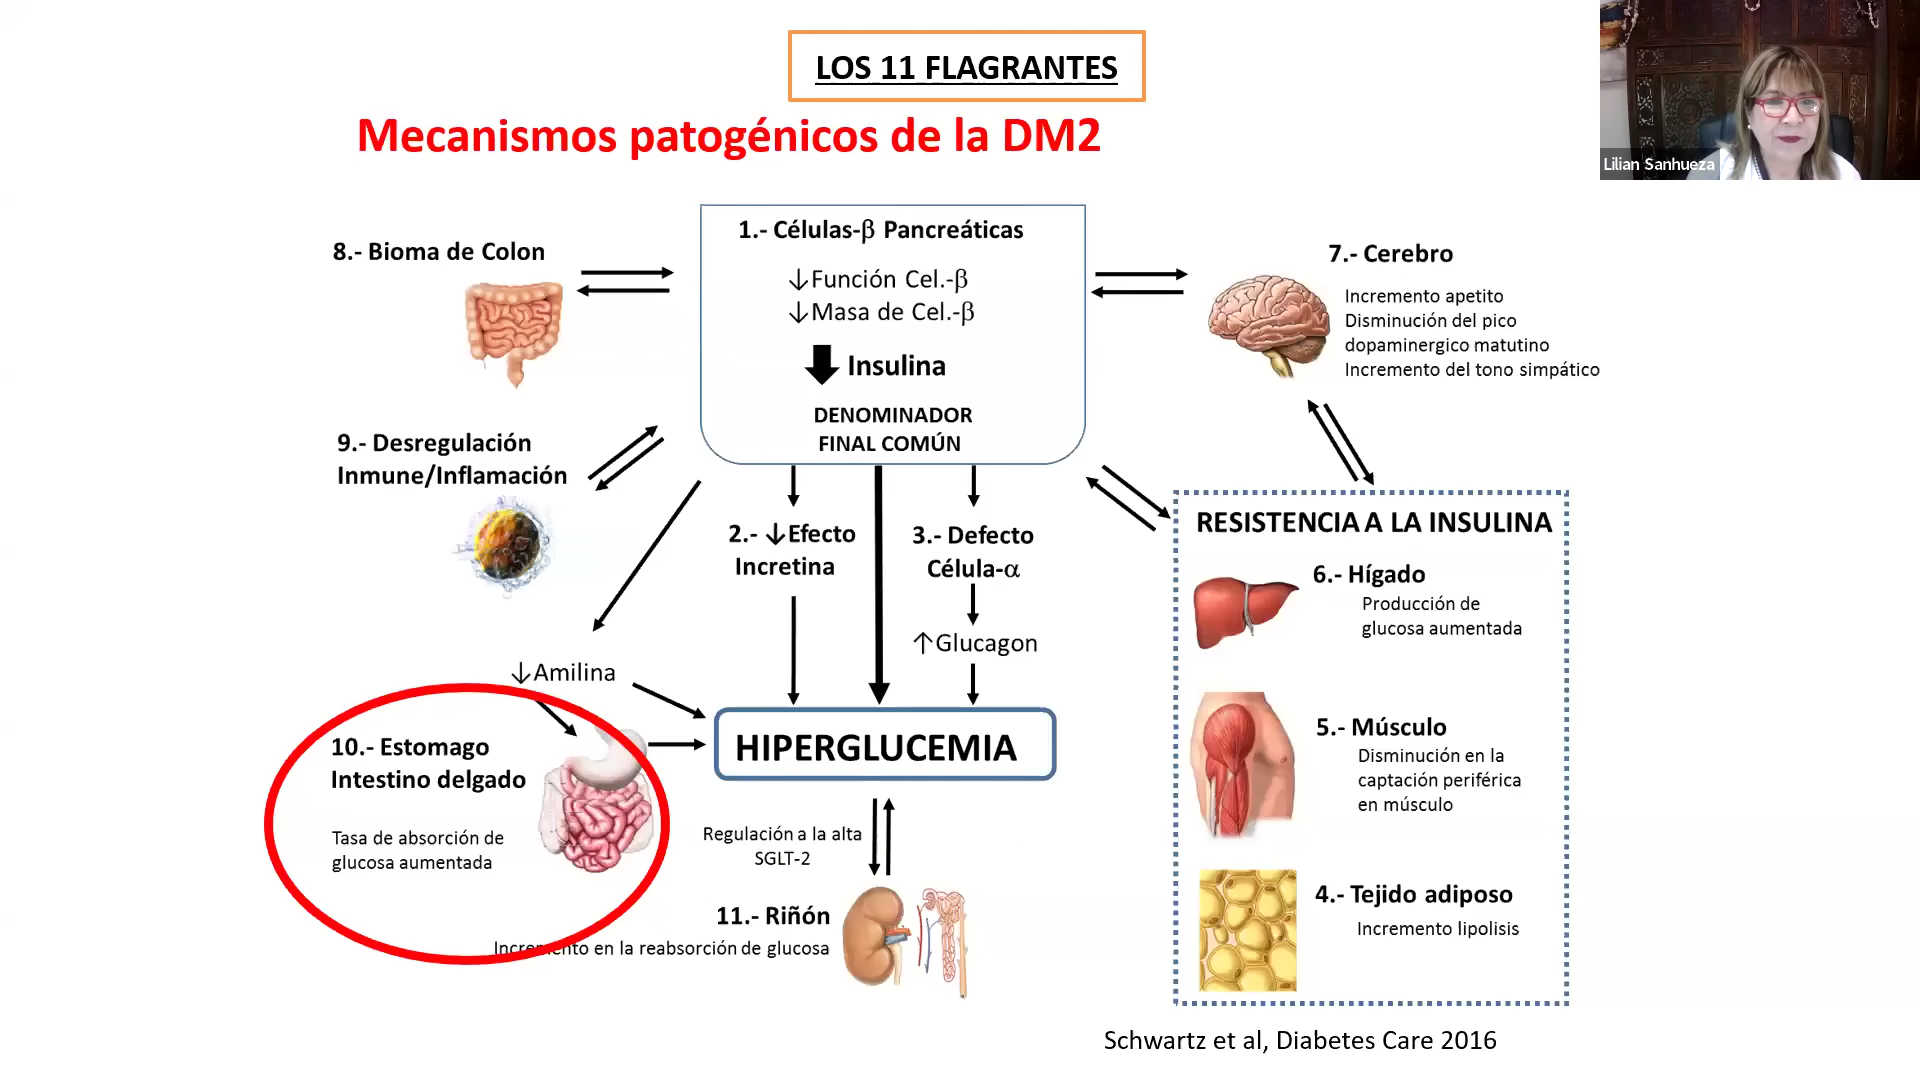 LOS 11 FLAGRANTES
Mecanismos patogénicos de la DM2
Lilian Sanhueza
1.- Células-β Pancreáticas
↓Función Cel.-β
↓Masa de Cel.-β
Insulina
DENOMINADOR
FINAL COMÚN
8.- Bioma de Colon
7.- Cerebro
Incremento apetito
Disminución del pico
dopaminergico matutino
Incremento del tono simpático
9.- Desregulación
Inmune/Inflamación
2.- ↓Efecto
Incretina
3.- Defecto
Célula-α
↑Glucagon
↓Amilina
RESISTENCIA A LA INSULINA
6.- Hígado
Producción de
glucosa aumentada
5.- Músculo
Disminución en la
captación periférica
en músculo
4.- Tejido adiposo
Incremento lipolisis
10.- Estomago
Intestino delgado
Tasa de absorción de
glucosa aumentada
HIPERGLUCEMIA
Regulación a la alta
SGLT-2
11.- Riñón
Incremento en la reabsorción de glucosa
Schwartz et al, Diabetes Care 2016